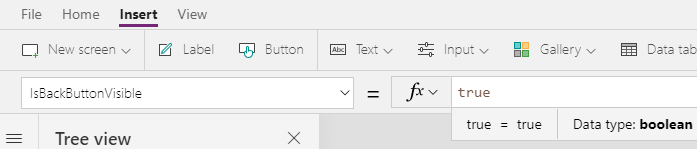 File Home Insert View
New screen Label Button Abc Text Input Gallery Data tab
IsBackButtonVisible = fx true
true = true Data type: boolean
Tree view